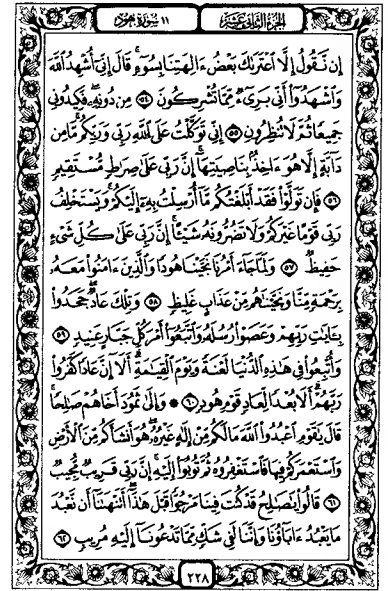 الجزء الثاني عشر ١١ سورة هود
إِن نَّقُولُ إِلَّا ٱعْتَرَىٰكَ بَعْضُ ءَالِهَتِنَا بِسُوٓءٍ ۗ قَالَ إِنِّىٓ أُشْهِدُ ٱللَّهَ
وَٱشْهَدُوٓا۟ أَنِّى بَرِىٓءٌ مِّمَّا تُشْرِكُونَ ٥٤ مِن دُونِهِۦ ۖ فَكِيدُونِى
جَمِيعًا ثُمَّ لَا تُنظِرُونِ ٥٥ إِنِّى تَوَكَّلْتُ عَلَى ٱللَّهِ رَبِّى وَرَبِّكُم ۚ مَّا مِن
دَآبَّةٍ إِلَّا هُوَ ءَاخِذٌۢ بِنَاصِيَتِهَآ ۚ إِنَّ رَبِّى عَلَىٰ صِرَٰطٍ مُّسْتَقِيمٍ
٥٦ فَإِن تَوَلَّوْا۟ فَقَدْ أَبْلَغْتُكُم مَّآ أُرْسِلْتُ بِهِۦٓ إِلَيْكُمْ ۚ وَيَسْتَخْلِفُ
رَبِّى قَوْمًا غَيْرَكُمْ وَلَا تَضُرُّونَهُۥ شَيْـًٔا ۚ إِنَّ رَبِّى عَلَىٰ كُلِّ شَىْءٍ
حَفِيظٌ ٥٧ وَلَمَّا جَآءَ أَمْرُنَا نَجَّيْنَا هُودًا وَٱلَّذِينَ ءَامَنُوا۟ مَعَهُۥ
بِرَحْمَةٍ مِّنَّا وَنَجَّيْنَٰهُم مِّنْ عَذَابٍ غَلِيظٍ ٥٨ وَتِلْكَ عَادٌ ۖ جَحَدُوا۟
بِـَٔايَٰتِ رَبِّهِمْ وَعَصَوْا۟ رُسُلَهُۥ وَٱتَّبَعُوٓا۟ أَمْرَ كُلِّ جَبَّارٍ عَنِيدٍ ٥٩
وَأُتْبِعُوا۟ فِى هَٰذِهِ ٱلدُّنْيَا لَعْنَةً وَيَوْمَ ٱلْقِيَٰمَةِ ۗ أَلَآ إِنَّ عَادًا كَفَرُوا۟
رَبَّهُمْ ۗ أَلَا بُعْدًا لِّعَادٍ قَوْمِ هُودٍ ٦٠ ۞ وَإِلَىٰ ثَمُودَ أَخَاهُمْ صَٰلِحًا ۚ
قَالَ يَٰقَوْمِ ٱعْبُدُوا۟ ٱللَّهَ مَا لَكُم مِّنْ إِلَٰهٍ غَيْرُهُۥ ۖ هُوَ أَنشَأَكُم مِّنَ ٱلْأَرْضِ
وَٱسْتَعْمَرَكُمْ فِيهَا فَٱسْتَغْفِرُوهُ ثُمَّ تُوبُوٓا۟ إِلَيْهِ ۚ إِنَّ رَبِّى قَرِيبٌ مُّجِيبٌ
٦١ قَالُوا۟ يَٰصَٰلِحُ قَدْ كُنتَ فِينَا مَرْجُوًّا قَبْلَ هَٰذَآ ۖ أَتَنْهَىٰنَآ أَن نَّعْبُدَ
مَا يَعْبُدُ ءَابَآؤُنَا وَإِنَّنَا لَفِى شَكٍّ مِّمَّا تَدْعُونَآ إِلَيْهِ مُرِيبٍ ٦٢
٢٢٨